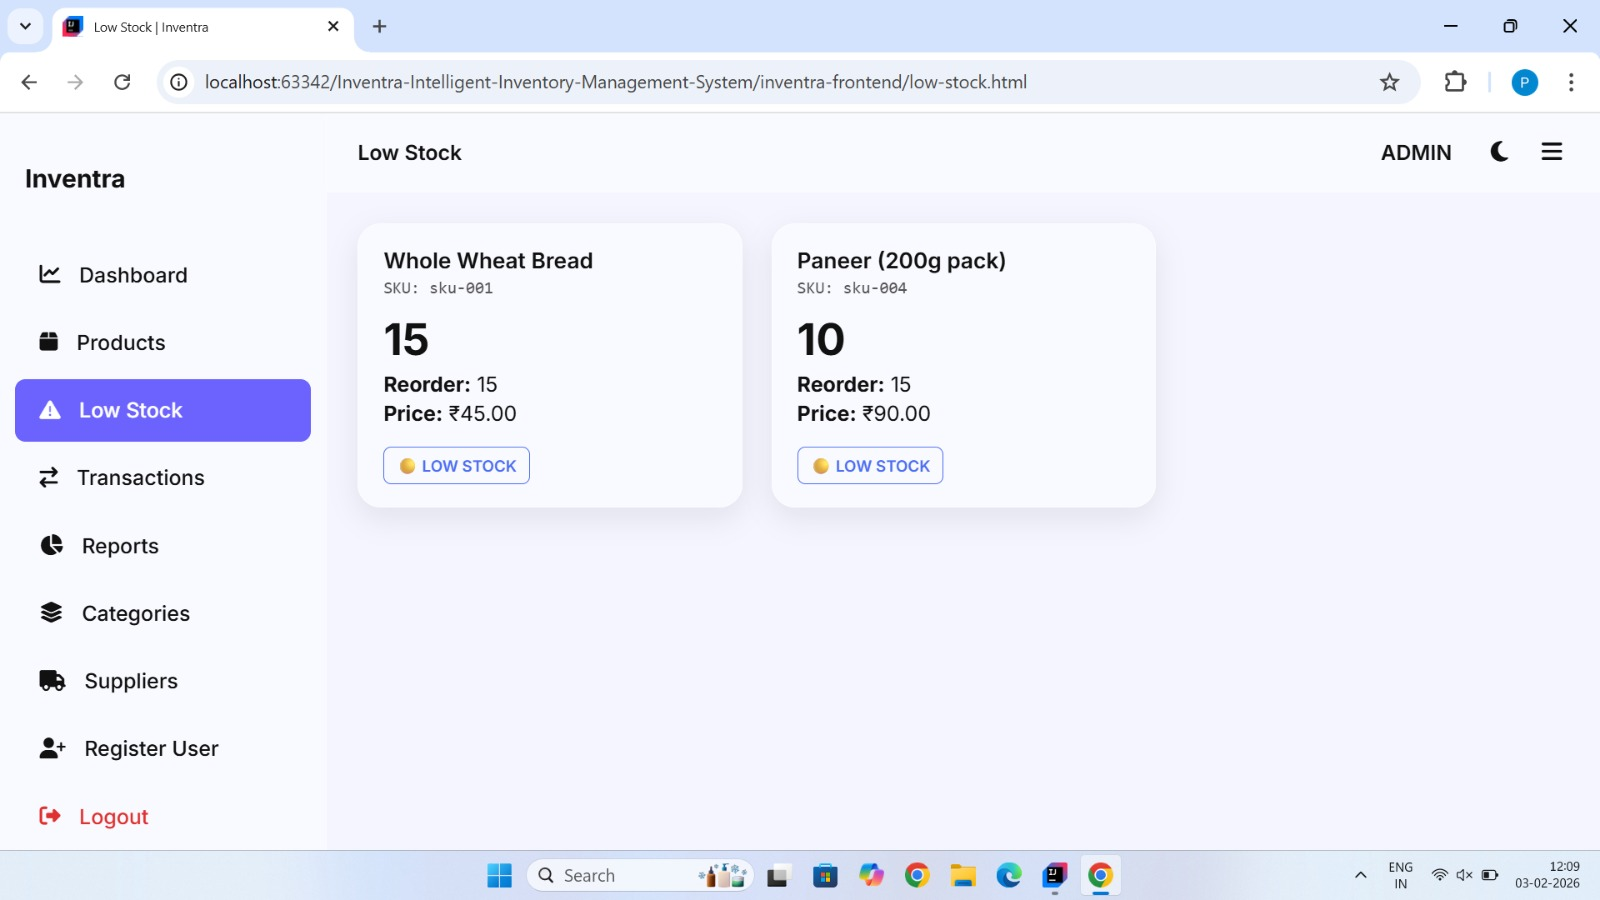 Low Stock | Inventra
localhost:63342/Inventra-Intelligent-Inventory-Management-System/inventra-frontend/low-stock.html
P
Inventra
Dashboard
Products
Low Stock
Transactions
Reports
Categories
Suppliers
Register User
Logout
Low Stock
ADMIN
Whole Wheat Bread
SKU: sku-001
15
Reorder: 15
Price: ₹45.00
LOW STOCK
Paneer (200g pack)
SKU: sku-004
10
Reorder: 15
Price: ₹90.00
LOW STOCK
Search
ENG
IN
12:09
03-02-2026